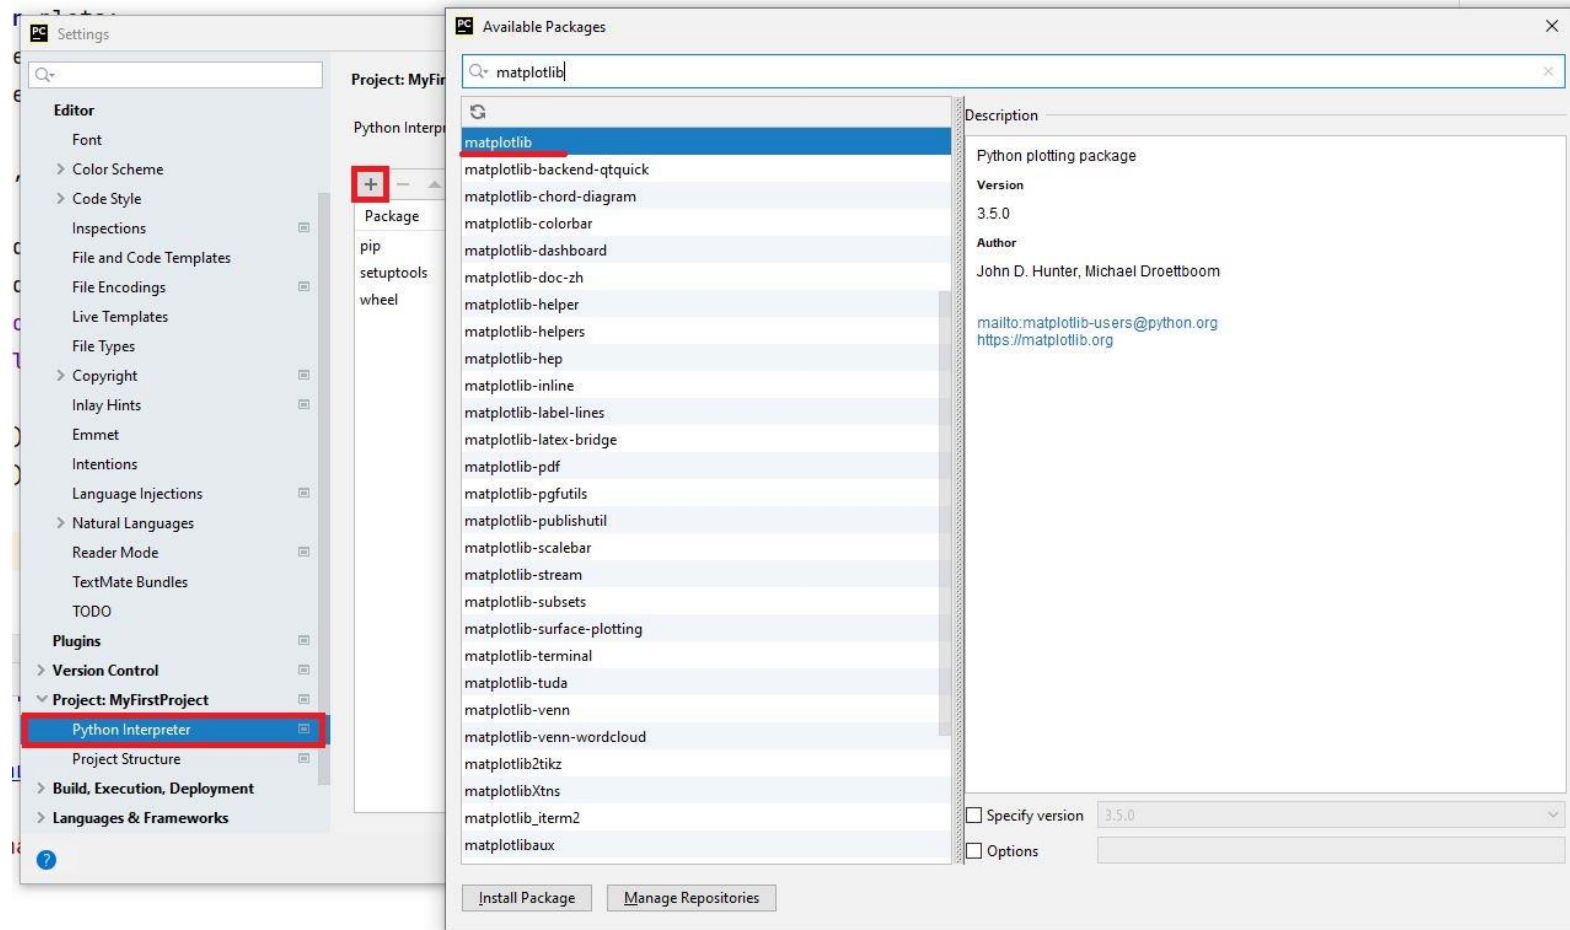 PC Settings
Editor
Font
Color Scheme
Code Style
Inspections
File and Code Templates
File Encodings
Live Templates
File Types
Copyright
Inlay Hints
Emmet
Intentions
Language Injections
Natural Languages
Reader Mode
TextMate Bundles
TODO
Plugins
Version Control
Project: MyFirstProject
Python Interpreter
Project Structure
Build, Execution, Deployment
Languages & Frameworks
?
Project: MyFir
Python Interpr
+ −
Package
pip
setuptools
wheel
PC Available Packages
matplotlib
matplotlib
matplotlib-backend-qtquick
matplotlib-chord-diagram
matplotlib-colorbar
matplotlib-dashboard
matplotlib-doc-zh
matplotlib-helper
matplotlib-helpers
matplotlib-hep
matplotlib-inline
matplotlib-label-lines
matplotlib-latex-bridge
matplotlib-pdf
matplotlib-pgfutils
matplotlib-publishutil
matplotlib-scalebar
matplotlib-stream
matplotlib-subsets
matplotlib-surface-plotting
matplotlib-terminal
matplotlib-tuda
matplotlib-venn
matplotlib-venn-wordcloud
matplotlib2tikz
matplotlibXtns
matplotlib_iterm2
matplotlibaux
Description
Python plotting package
Version
3.5.0
Author
John D. Hunter, Michael Droettboom
mailto:matplotlib-users@python.org
https://matplotlib.org
Specify version 3.5.0
Options
Install Package Manage Repositories